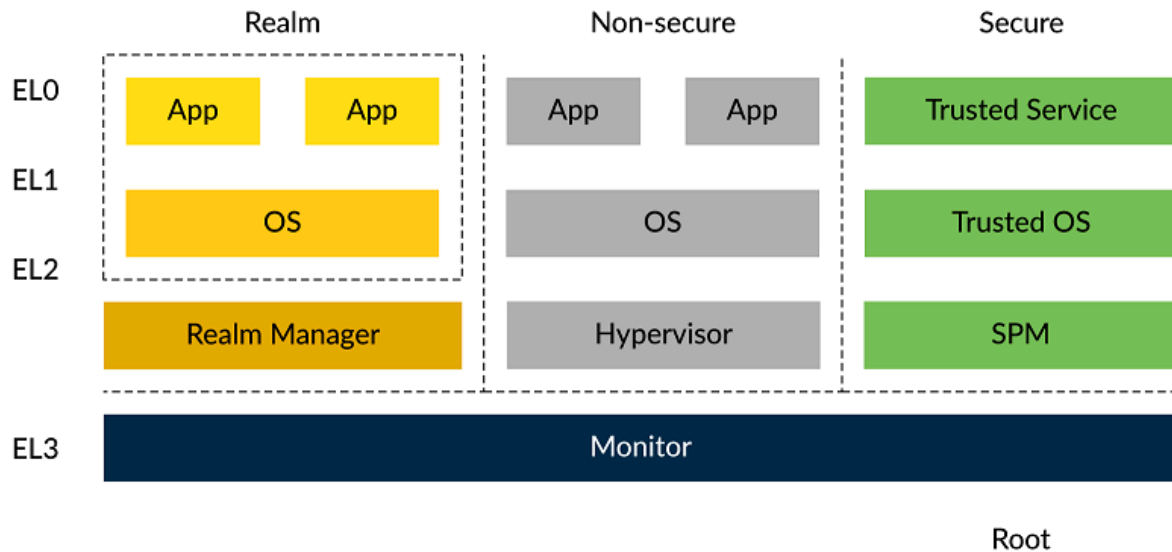 Realm Non-secure Secure
EL0 App App App App Trusted Service
EL1
OS OS Trusted OS
EL2
Realm Manager Hypervisor SPM
EL3 Monitor
Root